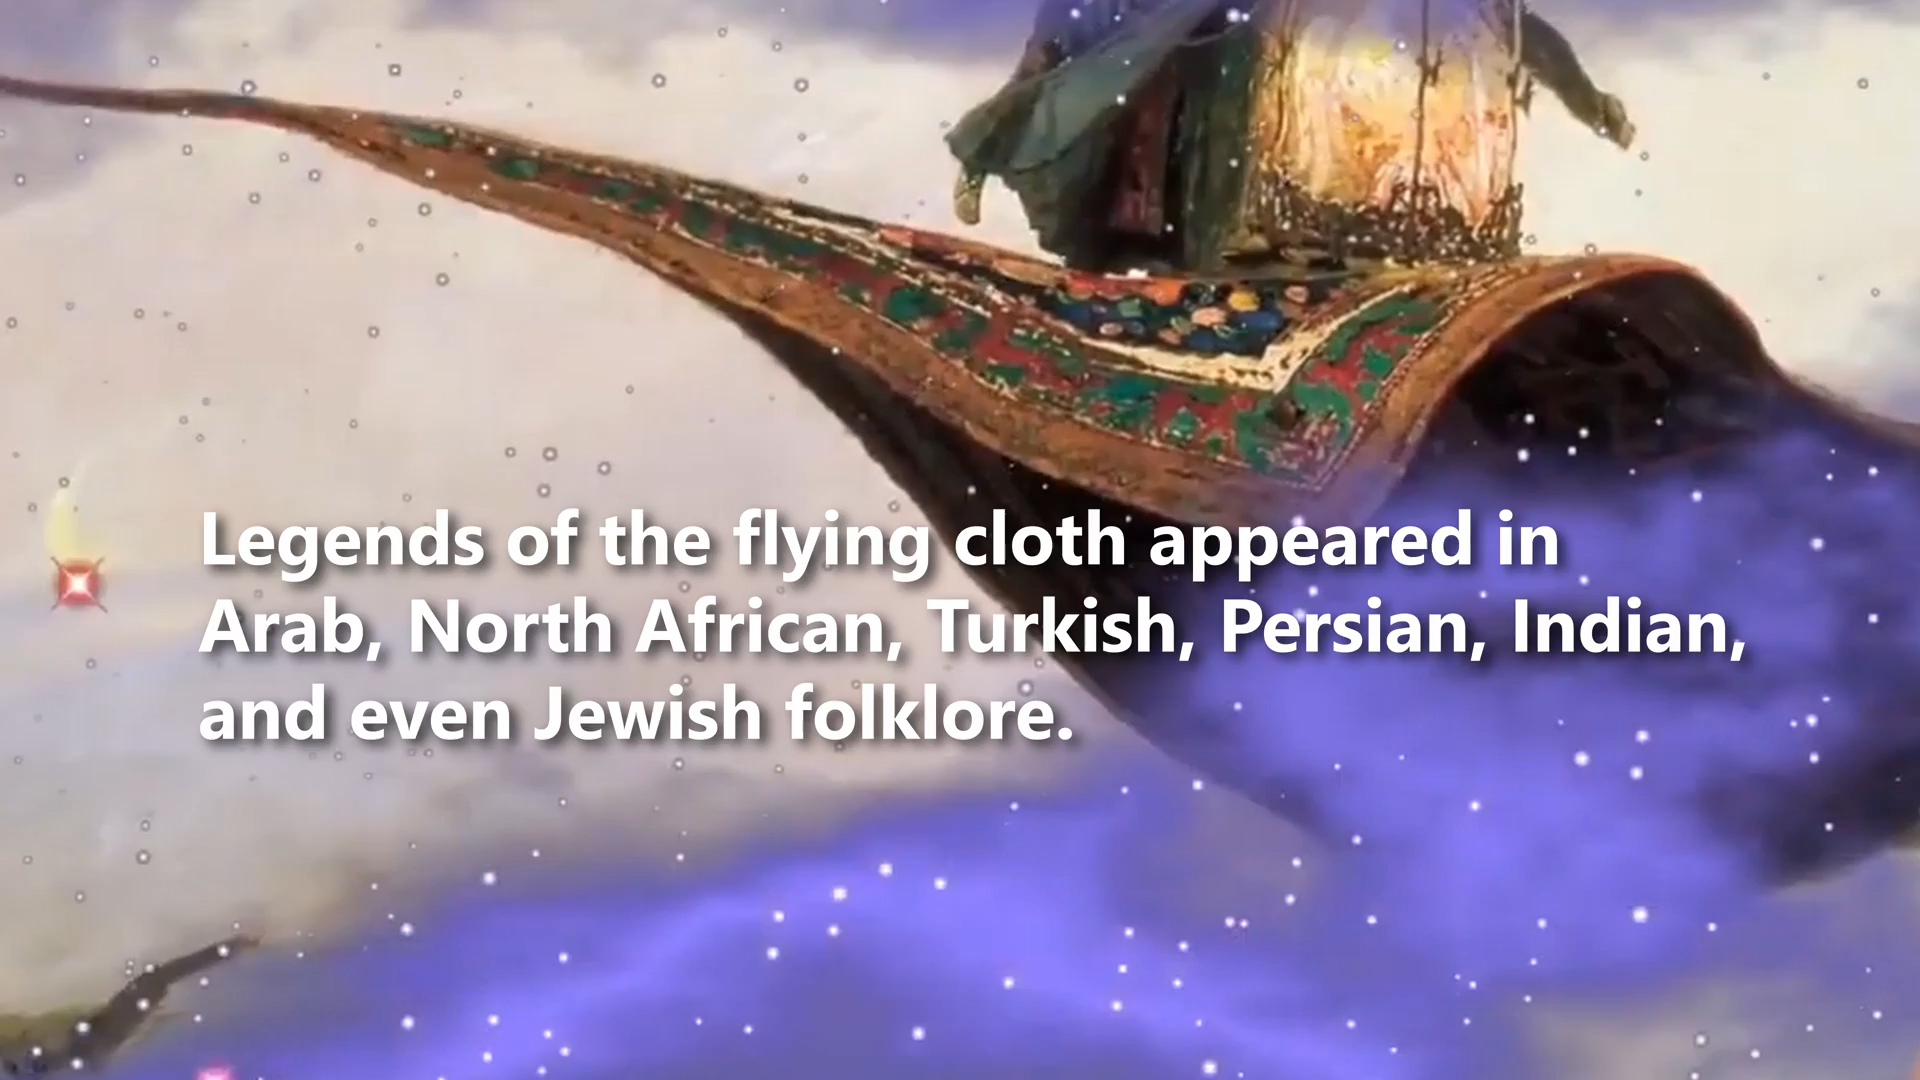 Legends of the flying cloth appeared in
Arab, North African, Turkish, Persian, Indian,
and even Jewish folklore.